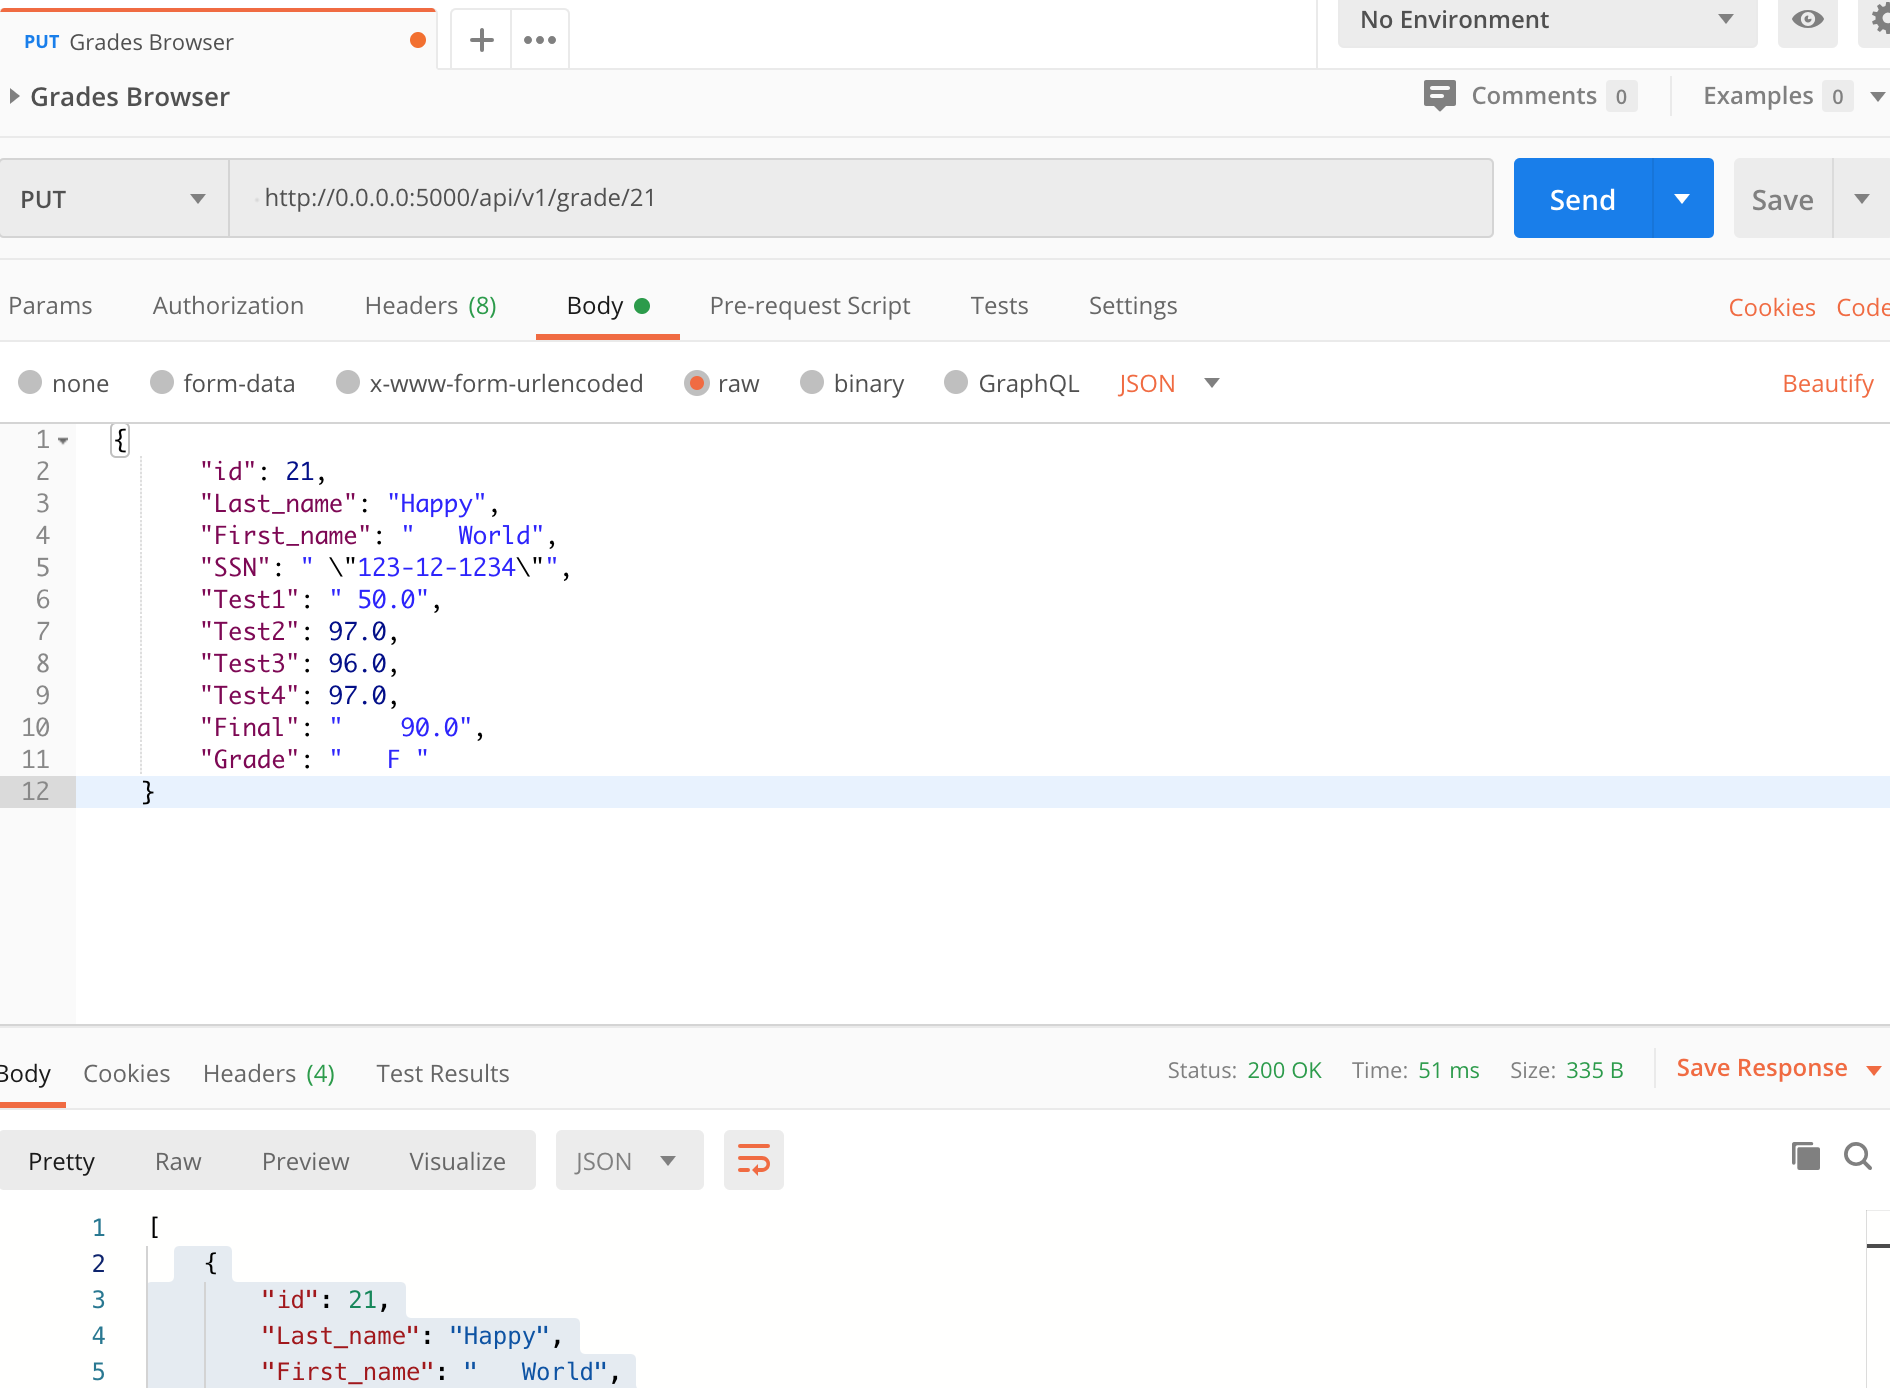 PUT Grades Browser
No Environment
Grades Browser
Comments 0 Examples 0
PUT http://0.0.0.0:5000/api/v1/grade/21 Send Save
Params Authorization Headers (8) Body Pre-request Script Tests Settings Cookies Code
none form-data x-www-form-urlencoded raw binary GraphQL JSON Beautify
1 {
2 "id": 21,
3 "Last_name": "Happy",
4 "First_name": "   World",
5 "SSN": " \"123-12-1234\"",
6 "Test1": " 50.0",
7 "Test2": 97.0,
8 "Test3": 96.0,
9 "Test4": 97.0,
10 "Final": "    90.0",
11 "Grade": "   F "
12 }
Body Cookies Headers (4) Test Results Status: 200 OK Time: 51 ms Size: 335 B Save Response
Pretty Raw Preview Visualize JSON
1 [
2 {
3 "id": 21,
4 "Last_name": "Happy",
5 "First_name": "   World",